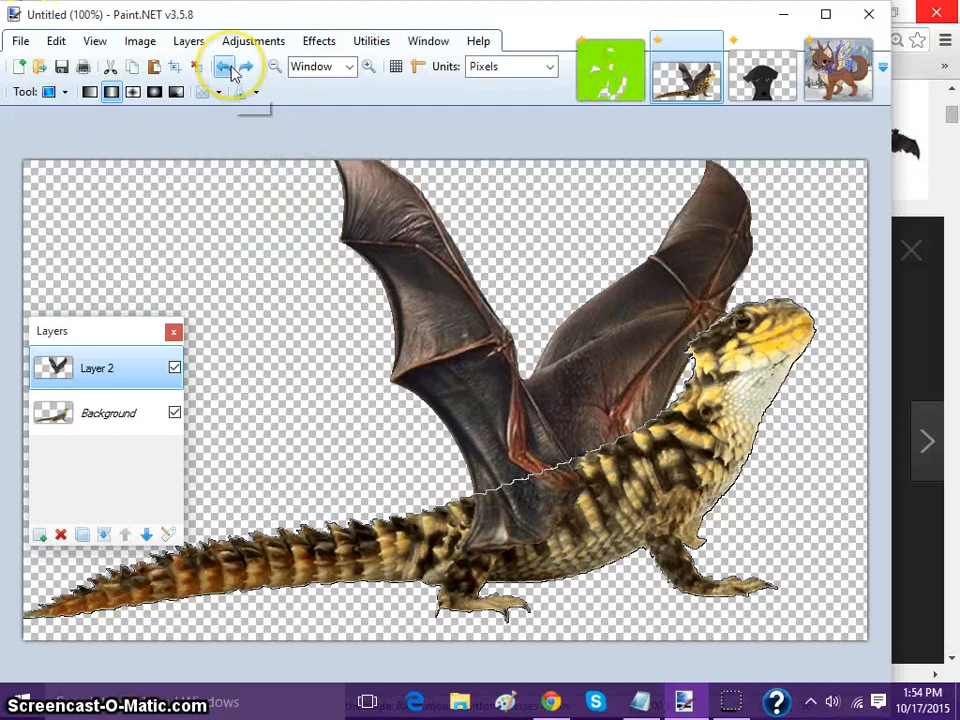 Untitled (100%) - Paint.NET v3.5.8
File Edit View Image Layers Adjustments Effects Utilities Window Help
Window Units: Pixels
Tool:
Layers
x
Layer 2
Background
Screencast-O-Matic.com
Windows
1:54 PM
10/17/2015